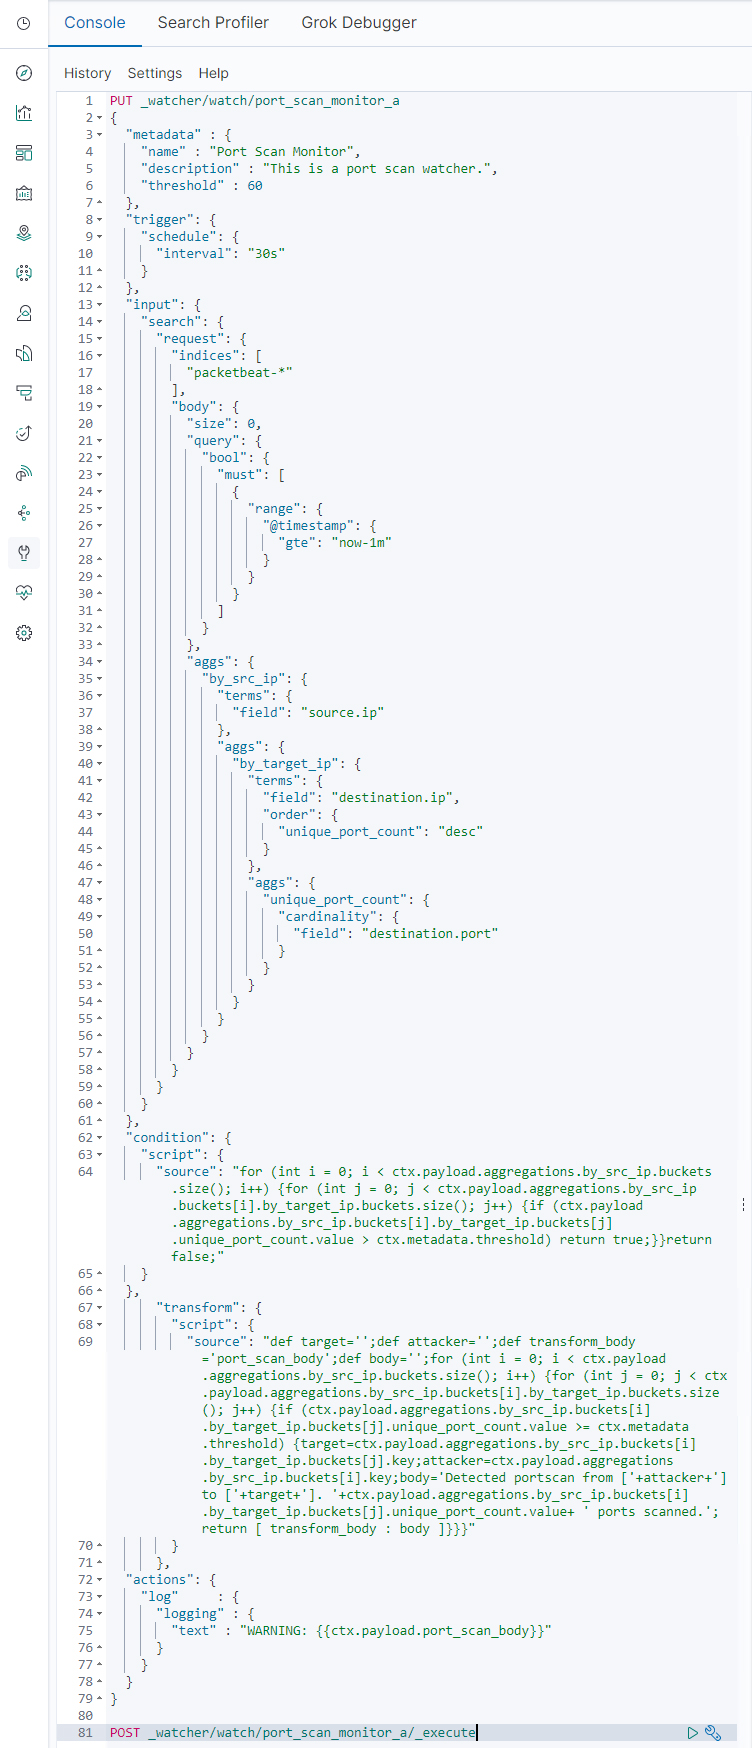 Console Search Profiler Grok Debugger
History Settings Help
1 PUT _watcher/watch/port_scan_monitor_a
2 {
3 "metadata" : {
4 "name" : "Port Scan Monitor",
5 "description" : "This is a port scan watcher.",
6 "threshold" : 60
7 },
8 "trigger": {
9 "schedule": {
10 "interval": "30s"
11 }
12 },
13 "input": {
14 "search": {
15 "request": {
16 "indices": [
17 "packetbeat-*"
18 ],
19 "body": {
20 "size": 0,
21 "query": {
22 "bool": {
23 "must": [
24 {
25 "range": {
26 "@timestamp": {
27 "gte": "now-1m"
28 }
29 }
30 }
31 ]
32 }
33 },
34 "aggs": {
35 "by_src_ip": {
36 "terms": {
37 "field": "source.ip"
38 },
39 "aggs": {
40 "by_target_ip": {
41 "terms": {
42 "field": "destination.ip",
43 "order": {
44 "unique_port_count": "desc"
45 }
46 },
47 "aggs": {
48 "unique_port_count": {
49 "cardinality": {
50 "field": "destination.port"
51 }
52 }
53 }
54 }
55 }
56 }
57 }
58 }
59 }
60 }
61 },
62 "condition": {
63 "script": {
64 "source": "for (int i = 0; i < ctx.payload.aggregations.by_src_ip.buckets
.size(); i++) {for (int j = 0; j < ctx.payload.aggregations.by_src_ip
.buckets[i].by_target_ip.buckets.size(); j++) {if (ctx.payload
.aggregations.by_src_ip.buckets[i].by_target_ip.buckets[j]
.unique_port_count.value > ctx.metadata.threshold) return true;}}return
false;"
65 }
66 },
67 "transform": {
68 "script": {
69 "source": "def target='';def attacker='';def transform_body
='port_scan_body';def body='';for (int i = 0; i < ctx.payload
.aggregations.by_src_ip.buckets.size(); i++) {for (int j = 0; j < ctx
.payload.aggregations.by_src_ip.buckets[i].by_target_ip.buckets.size
(); j++) {if (ctx.payload.aggregations.by_src_ip.buckets[i]
.by_target_ip.buckets[j].unique_port_count.value >= ctx.metadata
.threshold) {target=ctx.payload.aggregations.by_src_ip.buckets[i]
.by_target_ip.buckets[j].key;attacker=ctx.payload.aggregations
.by_src_ip.buckets[i].key;body='Detected portscan from ['+attacker+']
to ['+target+']. '+ctx.payload.aggregations.by_src_ip.buckets[i]
.by_target_ip.buckets[j].unique_port_count.value+ ' ports scanned.';
return [ transform_body : body ]}}}"
70 }
71 },
72 "actions": {
73 "log" : {
74 "logging" : {
75 "text" : "WARNING: {{ctx.payload.port_scan_body}}"
76 }
77 }
78 }
79 }
80
81 POST _watcher/watch/port_scan_monitor_a/_execute